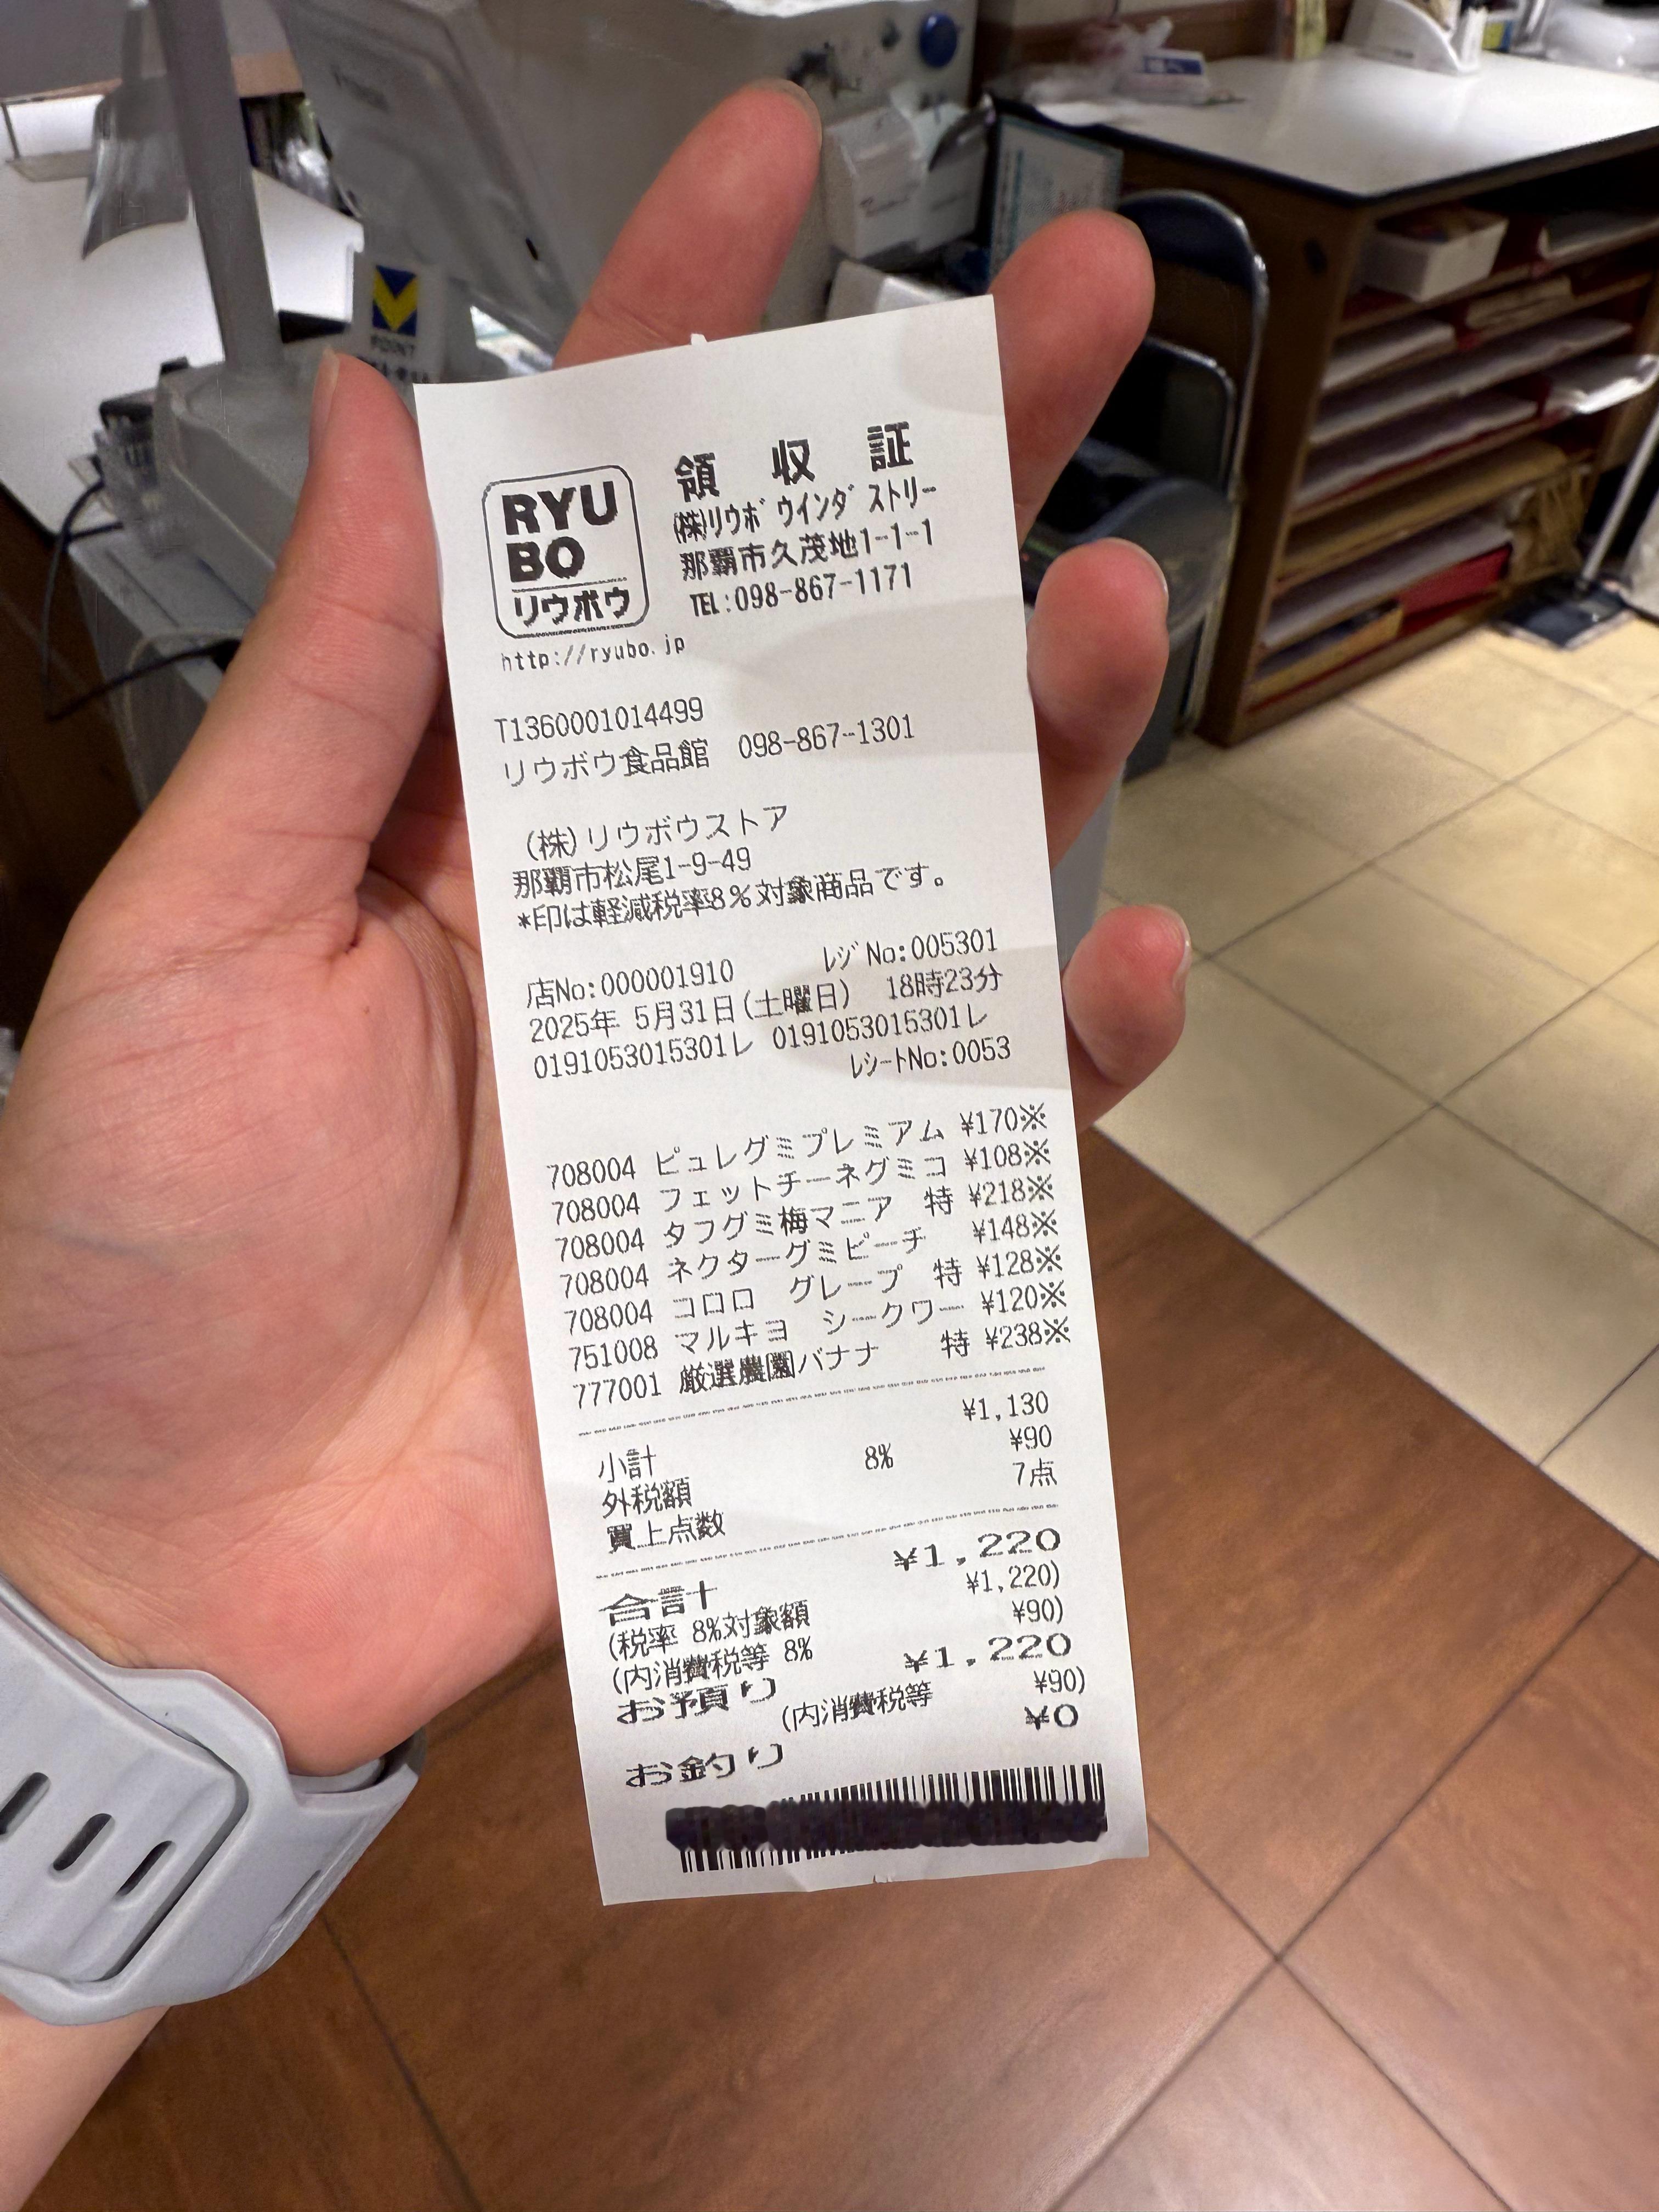 RYU
BO
リウボウ
領 収 証
(株)リウボウインダストリー
那覇市久茂地1-1-1
TEL:098-867-1171
http://ryubo.jp
T1360001014499
リウボウ食品館 098-867-1301
(株)リウボウストア
那覇市松尾1-9-49
*印は軽減税率8%対象商品です。
店No:000001910 レジNo:005301
2025年 5月31日(土曜日) 18時23分
0191053015301レ 0191053015301レ
レシートNo:0053
708004 ピュレグミプレミアム ¥170※
708004 フェットチーネグミコ ¥108※
708004 タフグミ梅マニア 特 ¥218※
708004 ネクターグミピーチ ¥148※
708004 コロロ グレープ 特 ¥128※
751008 マルキヨ シークワー ¥120※
777001 厳選農園バナナ 特 ¥238※
小計 ¥1,130
外税額 8% ¥90
買上点数 7点
合計 ¥1,220
(税率 8%対象額 ¥1,220)
(内消費税等 8% ¥90)
お預り ¥1,220
(内消費税等 ¥90)
お釣り ¥0
POINT